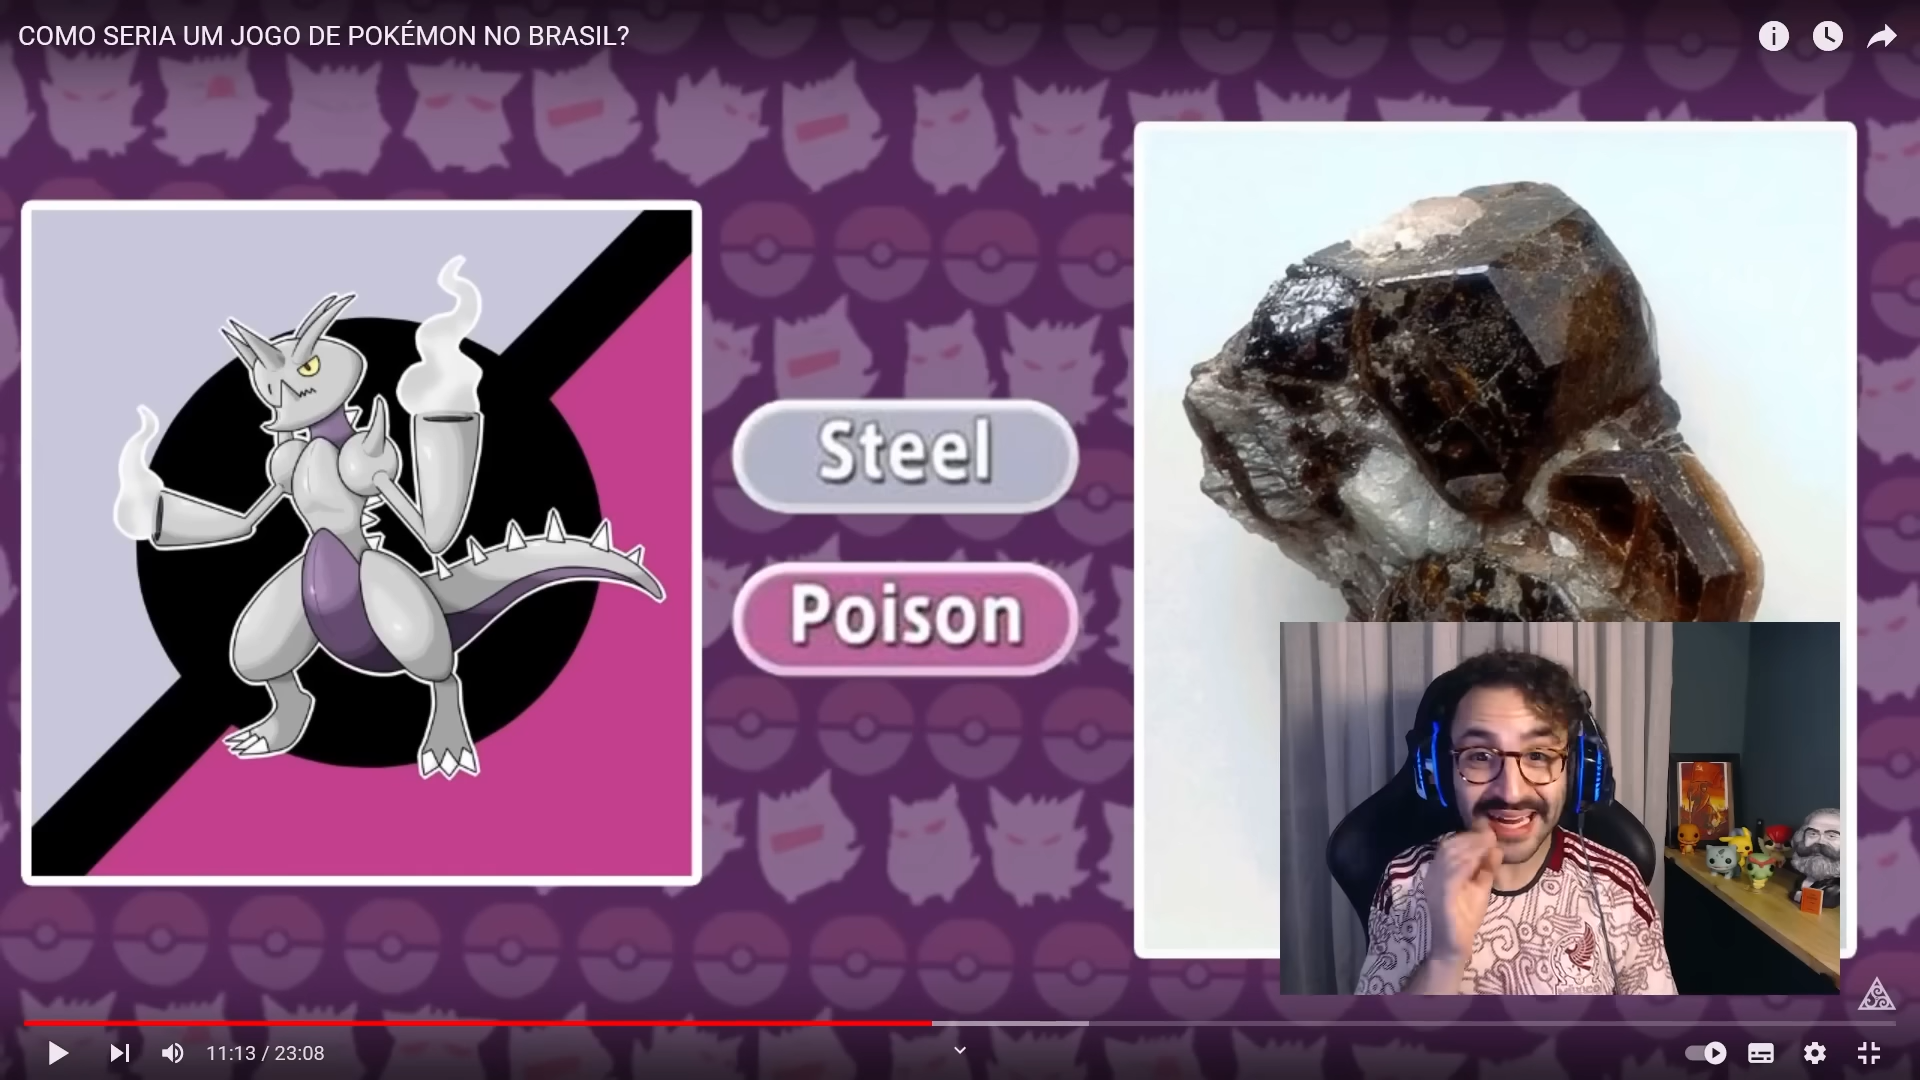 COMO SERIA UM JOGO DE POKÉMON NO BRASIL?
Steel
Poison
11:13 / 23:08